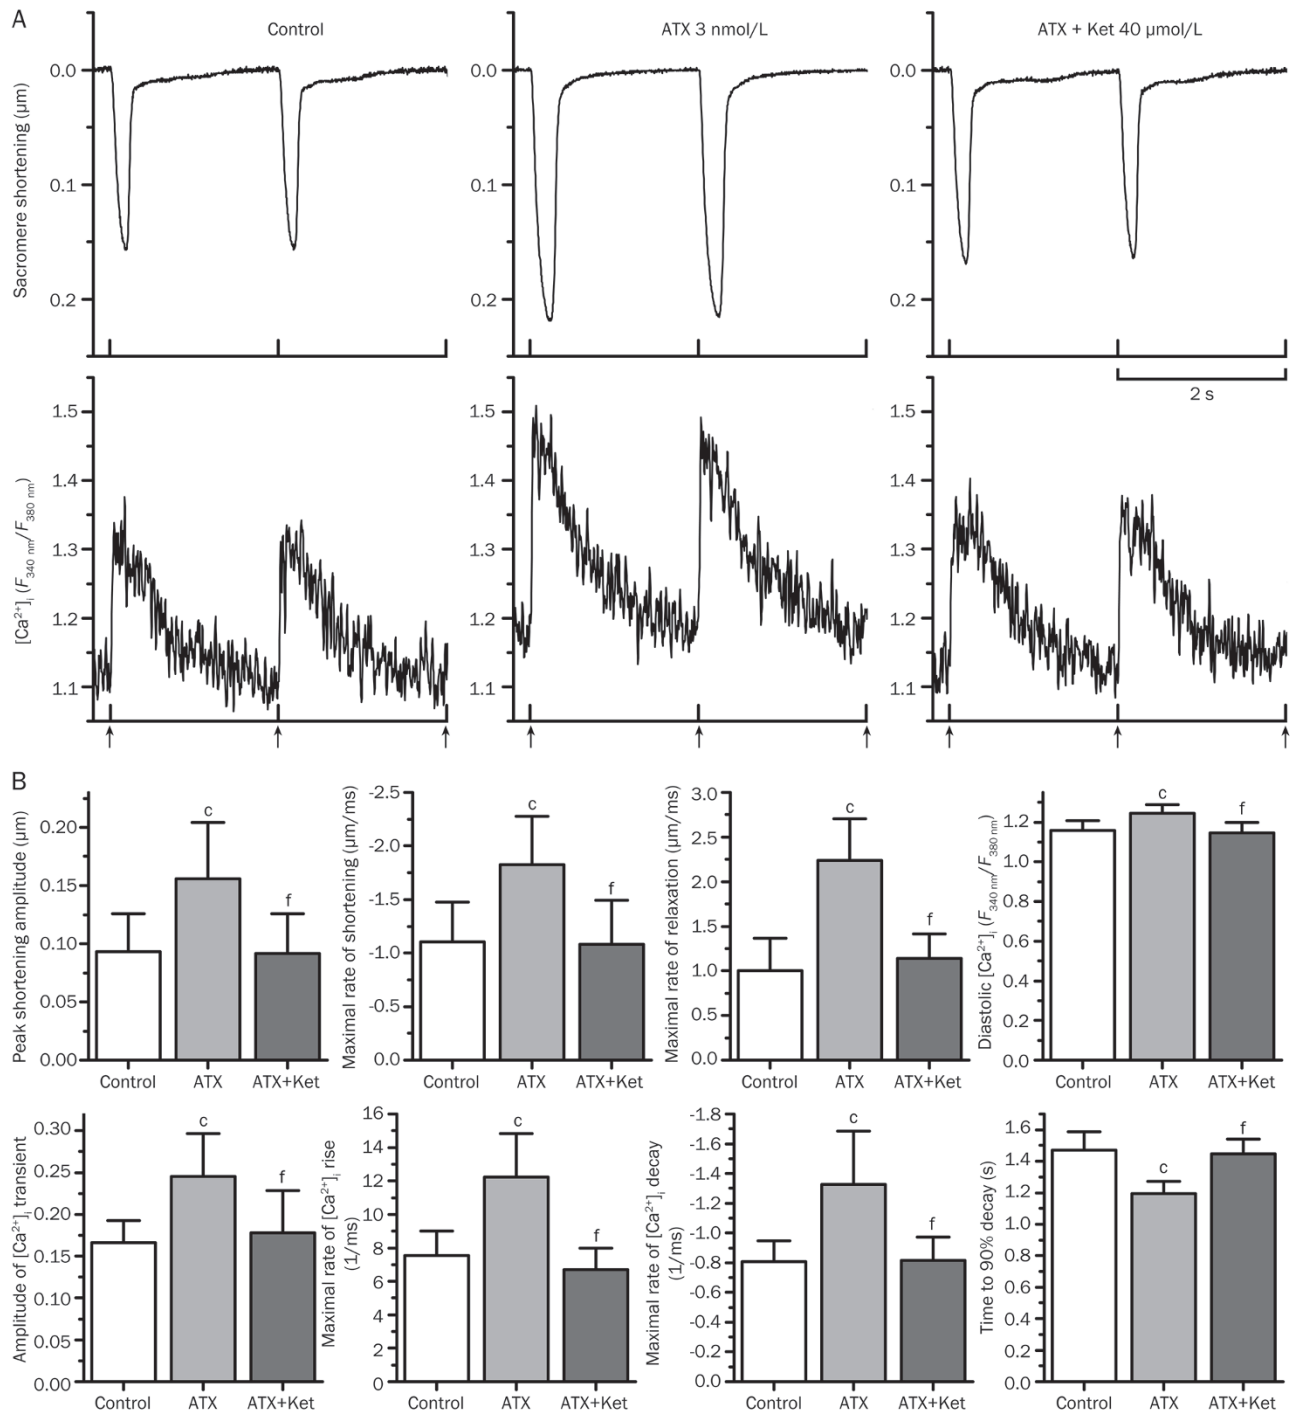 A
Control
ATX 3 nmol/L
ATX + Ket 40 µmol/L
Sacromere shortening (µm)
0.0
0.1
0.2
0.0
0.1
0.2
0.0
0.1
0.2
2 s
[Ca²⁺]ᵢ (F340 nm/F380 nm)
1.5
1.4
1.3
1.2
1.1
1.5
1.4
1.3
1.2
1.1
1.5
1.4
1.3
1.2
1.1
B
Peak shortening amplitude (µm)
0.20
0.15
0.10
0.05
0.00
c
f
Control ATX ATX+Ket
Maximal rate of shortening (µm/ms)
-2.5
-2.0
-1.5
-1.0
-0.5
0.0
c
f
Control ATX ATX+Ket
Maximal rate of relaxation (µm/ms)
3.0
2.5
2.0
1.5
1.0
0.5
0.0
c
f
Control ATX ATX+Ket
Diastolic [Ca²⁺]ᵢ (F340 nm/F380 nm)
1.2
1.0
0.8
0.6
0.4
0.2
0.0
c
f
Control ATX ATX+Ket
Amplitude of [Ca²⁺]ᵢ transient
0.30
0.25
0.20
0.15
0.10
0.05
0.00
c
f
Control ATX ATX+Ket
Maximal rate of [Ca²⁺]ᵢ rise
(1/ms)
16
14
12
10
8
6
4
2
0
c
f
Control ATX ATX+Ket
Maximal rate of [Ca²⁺]ᵢ decay
(1/ms)
-1.8
-1.6
-1.4
-1.2
-1.0
-0.8
-0.6
-0.4
-0.2
0.0
c
f
Control ATX ATX+Ket
Time to 90% decay (s)
1.6
1.4
1.2
1.0
0.8
0.6
0.4
0.2
0.0
c
f
Control ATX ATX+Ket